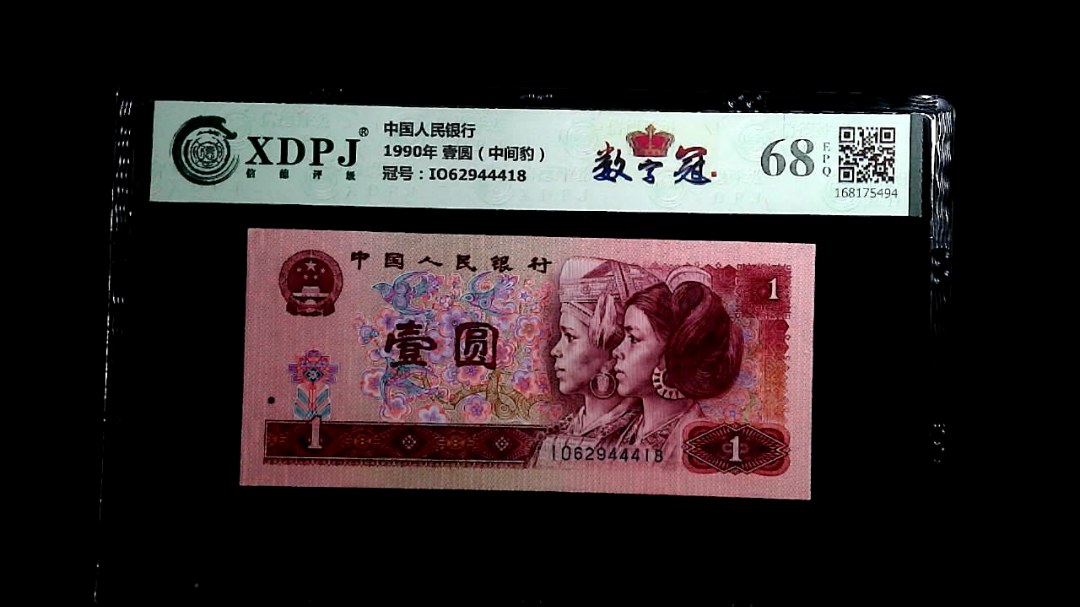 XDPJ®
信德评级
中国人民银行
1990年 壹圆（中间豹）
冠号：IO62944418
数字冠
68
EPQ
168175494
中国人民银行
1
壹圆
1
IO62944418
1